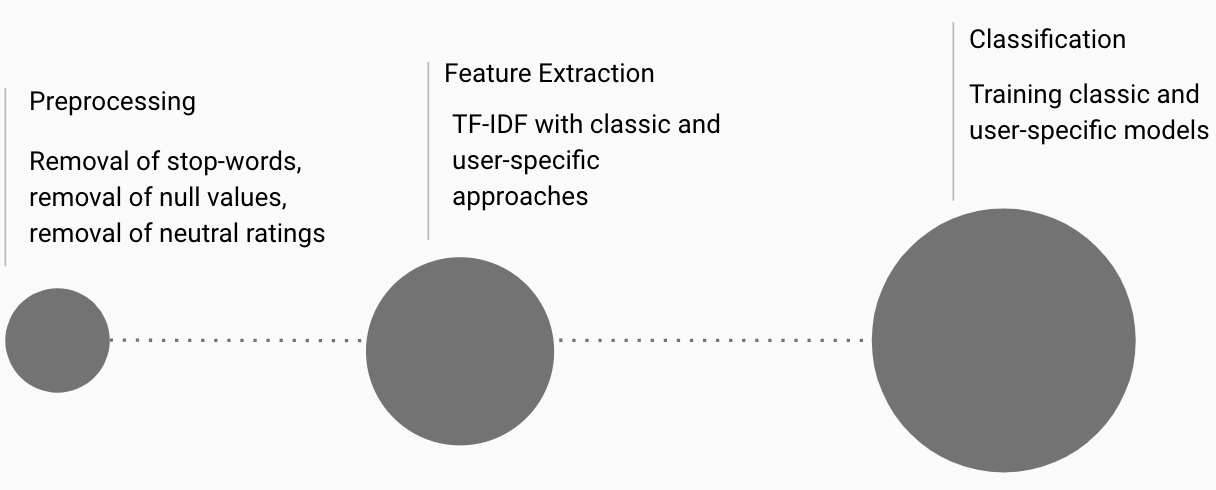 Preprocessing
Removal of stop-words,
removal of null values,
removal of neutral ratings
Feature Extraction
TF-IDF with classic and
user-specific
approaches
Classification
Training classic and
user-specific models